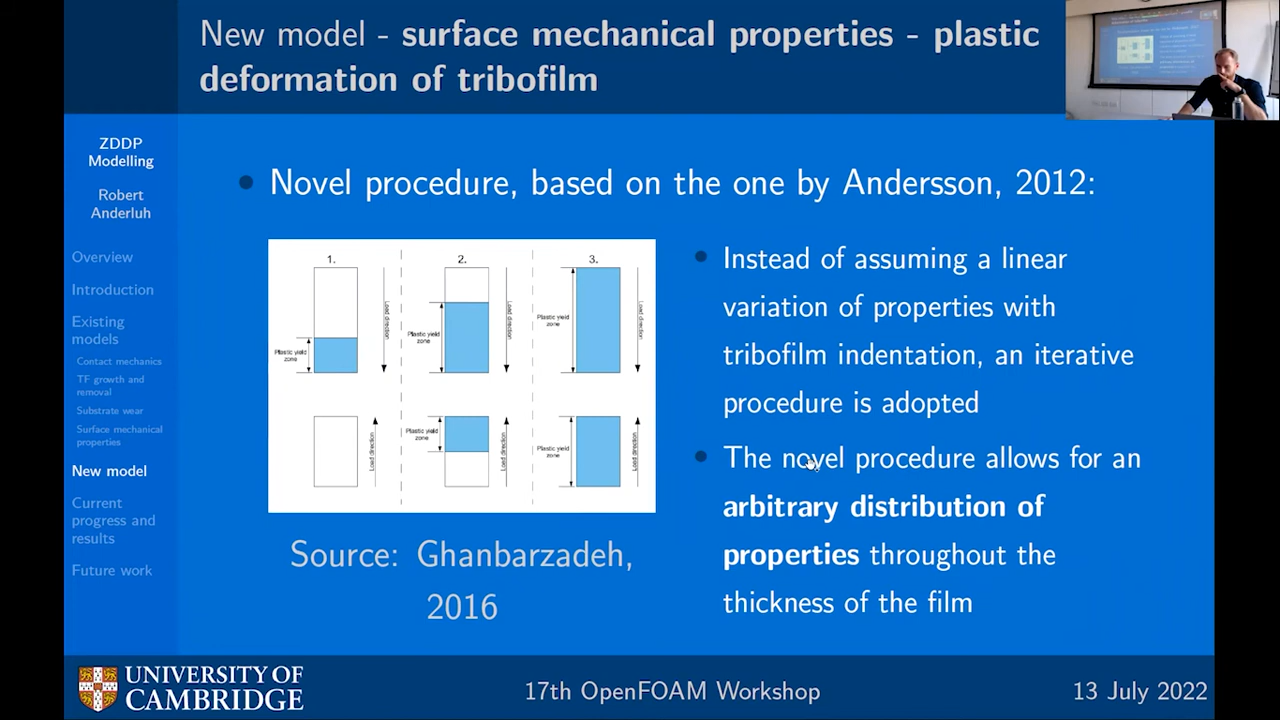 New model - surface mechanical properties - plastic
deformation of tribofilm
ZDDP
Modelling
Robert
Anderluh
Overview
Introduction
Existing
models
Contact mechanics
TF growth and
removal
Substrate wear
Surface mechanical
properties
New model
Current
progress and
results
Future work
Novel procedure, based on the one by Andersson, 2012:
1.
2.
3.
Plastic yield
zone
Load direction
Plastic yield
zone
Load direction
Plastic yield
zone
Load direction
Load direction
Plastic yield
zone
Load direction
Plastic yield
zone
Load direction
Source: Ghanbarzadeh,
2016
Instead of assuming a linear
variation of properties with
tribofilm indentation, an iterative
procedure is adopted
The novel procedure allows for an
arbitrary distribution of
properties throughout the
thickness of the film
UNIVERSITY OF
CAMBRIDGE
17th OpenFOAM Workshop
13 July 2022